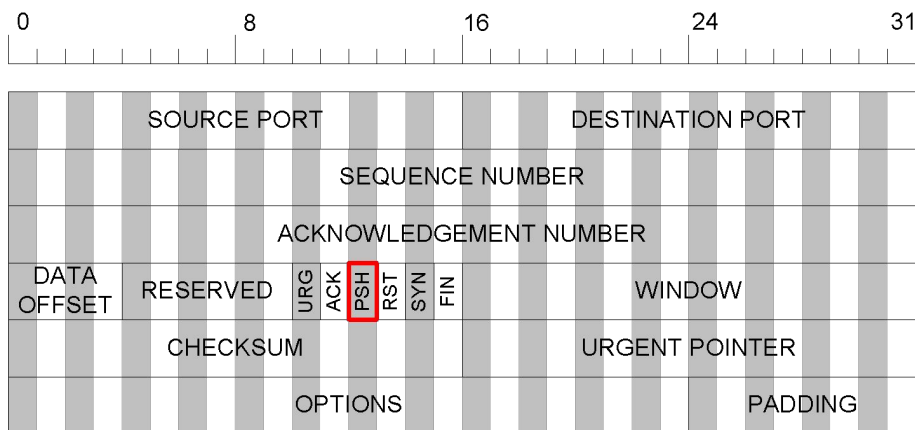 0 8 16 24 31
SOURCE PORT DESTINATION PORT
SEQUENCE NUMBER
ACKNOWLEDGEMENT NUMBER
DATA OFFSET RESERVED URG ACK PSH RST SYN FIN WINDOW
CHECKSUM URGENT POINTER
OPTIONS PADDING